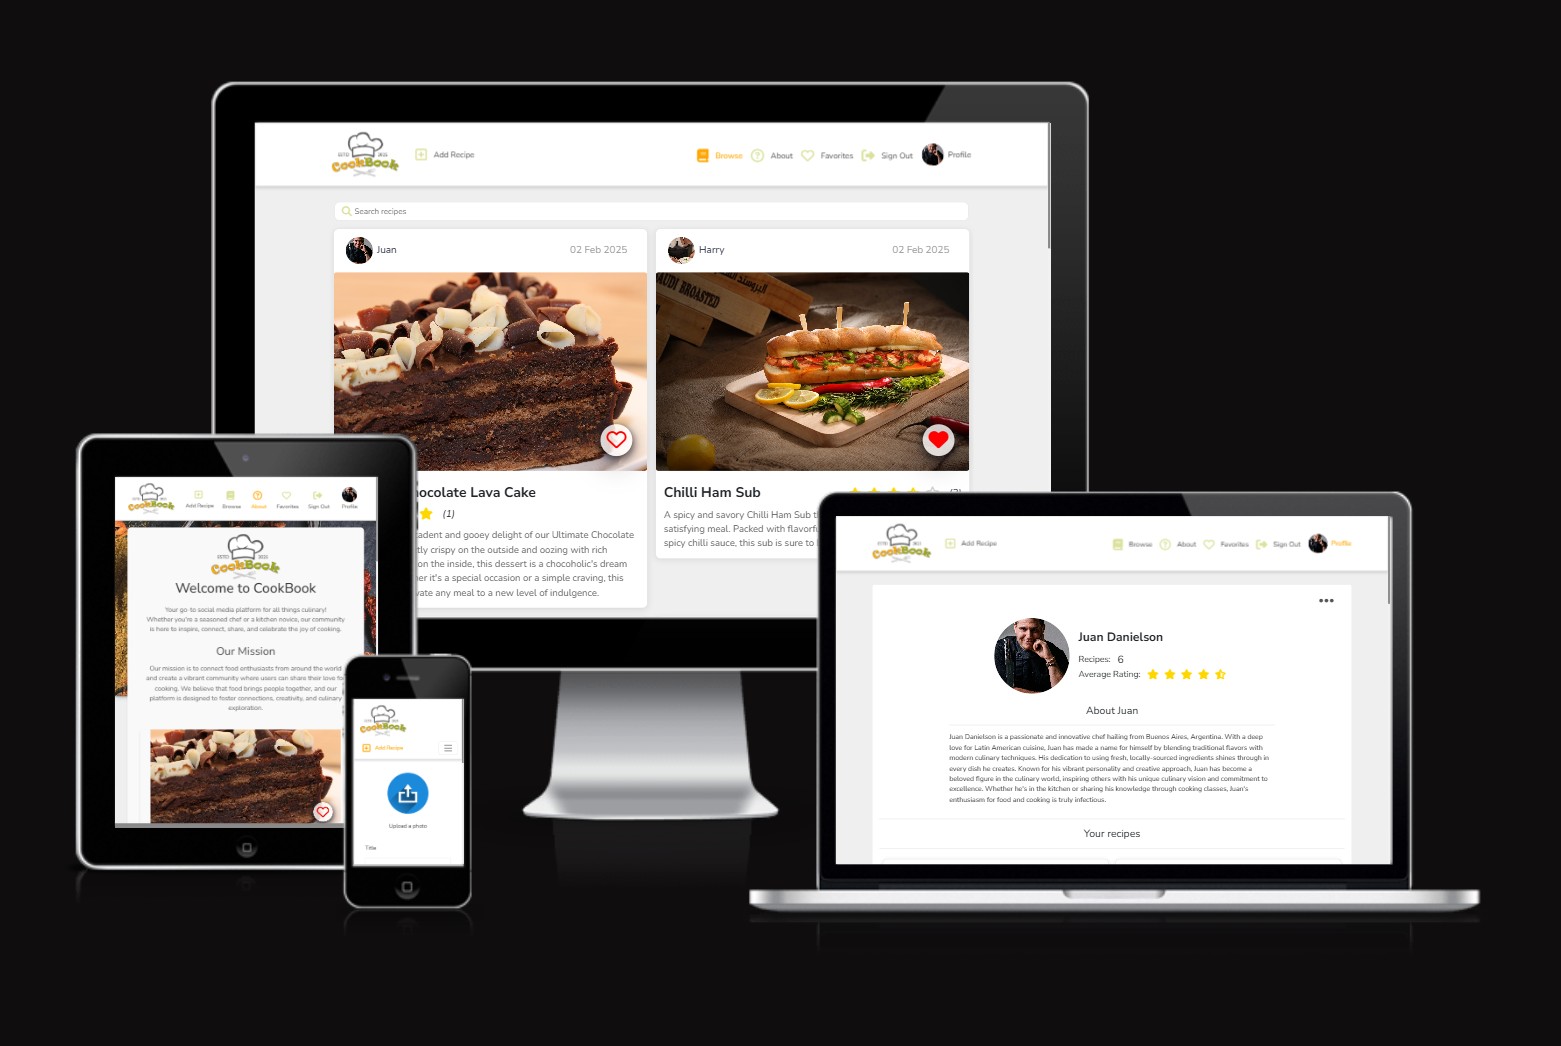 CookBook
Add Recipe
Browse
About
Favorites
Sign Out
Profile
Search recipes
Juan
02 Feb 2025
Harry
02 Feb 2025
AUDI BROASTED
ocolate Lava Cake
(1)
adent and gooey delight of our Ultimate Chocolate
tly crispy on the outside and oozing with rich
on the inside, this dessert is a chocoholic's dream
er it's a special occasion or a simple craving, this
vate any meal to a new level of indulgence.
Chilli Ham Sub
A spicy and savory Chilli Ham Sub
satisfying meal. Packed with
spicy chilli sauce, this sub is sure to
CookBook
Add Recipe
Browse
About
Favorites
Sign Out
Profile
CookBook
Welcome to CookBook
Your go-to social media platform for all things culinary!
Whether you're a seasoned chef or a kitchen novice, our community
is here to inspire, connect, share, and celebrate the joy of cooking.
Our Mission
Our mission is to connect food enthusiasts from around the world
and create a vibrant community where users can share their love
cooking. We believe that food brings people together, and our
platform is designed to foster connections, creativity, and culinary
exploration.
CookBook
Add Recipe
Upload a photo
Title
CookBook
Add Recipe
Browse
About
Favorites
Sign Out
Profile
Juan Danielson
Recipes: 6
Average Rating:
About Juan
Juan Danielson is a passionate and innovative chef hailing from Buenos Aires, Argentina. With a deep
love for Latin American cuisine, Juan has made a name for himself by blending traditional flavors with
modern culinary techniques. His dedication to using fresh, locally-sourced ingredients shines through in
every dish he creates. Known for his vibrant personality and creative approach, Juan has become a
beloved figure in the culinary world, inspiring others with his unique culinary vision and commitment to
excellence. Whether he's in the kitchen or sharing his knowledge through cooking classes, Juan's
enthusiasm for food and cooking is truly infectious.
Your recipes